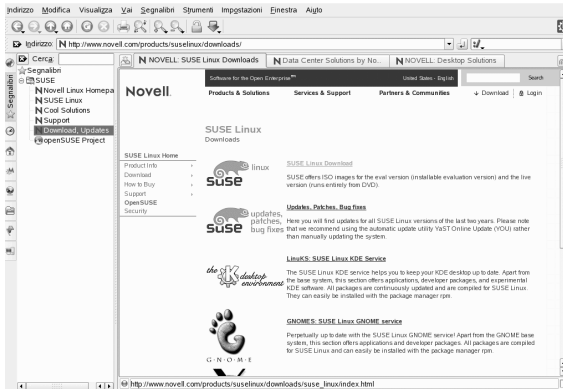 Indirizzo Modifica Visualizza Vai Segnalibri Strumenti Impostazioni Finestra Aiuto
Indirizzo: http://www.novell.com/products/suselinux/downloads/
Cerca:
NOVELL: SUSE Linux Downloads
Data Center Solutions by No...
NOVELL: Desktop Solutions
Segnalibri
Segnalibri
SUSE
Novell Linux Homepa
SUSE Linux
Cool Solutions
Support
Download, Updates
openSUSE Project
Software for the Open Enterprise
United States - English
Search
Novell.
Products & Solutions
Services & Support
Partners & Communities
Download
Login
SUSE Linux
Downloads
SUSE Linux Home
Product Info
Download
How to Buy
Support
OpenSUSE
Security
linux
SUSE
SUSE Linux Download
SUSE offers ISO images for the eval version (installable evaluation version) and the live
version (runs entirely from DVD).
updates,
patches,
bug fixes
SUSE
Updates, Patches, Bug fixes
Here you will find updates for all SUSE Linux versions of the last two years. Please note
that we recommend using the automatic update utility YaST Online Update (YOU) rather
than manually updating the system.
the K desktop
environment
LinuKS: SUSE Linux KDE Service
The SUSE Linux KDE service helps you to keep your KDE desktop up to date. Apart from
the base system, this section offers applications, developer packages, and experimental
KDE software. All packages are continuously updated and are compiled for SUSE Linux.
They can easily be installed with the package manager rpm.
G·N·O·M·E
GNOMES: SUSE Linux GNOME service
Perpetually up to date with the SUSE Linux GNOME service! Apart from the GNOME base
system, this section offers applications and developer packages. All packages are compiled
for SUSE Linux and can easily be installed with the package manager rpm.
http://www.novell.com/products/suselinux/downloads/suse_linux/index.html